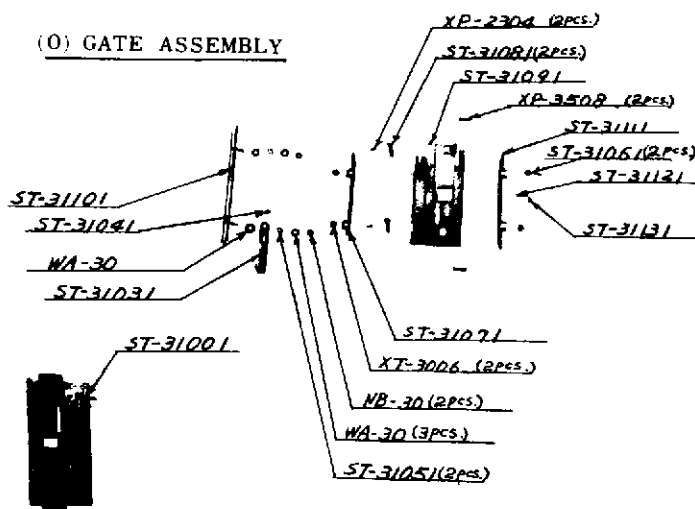 (O) GATE ASSEMBLY
XP-2304 (2pcs.)
ST-31081 (2pcs.)
ST-31091
XP-3508 (2pcs.)
ST-31111
ST-31061 (2pcs)
ST-31121
ST-31131
ST-31101
ST-31041
WA-30
ST-31031
ST-31071
XT-3006 (2pcs.)
NB-30 (2pcs.)
WA-30 (3pcs.)
ST-31051 (2pcs)
ST-31001